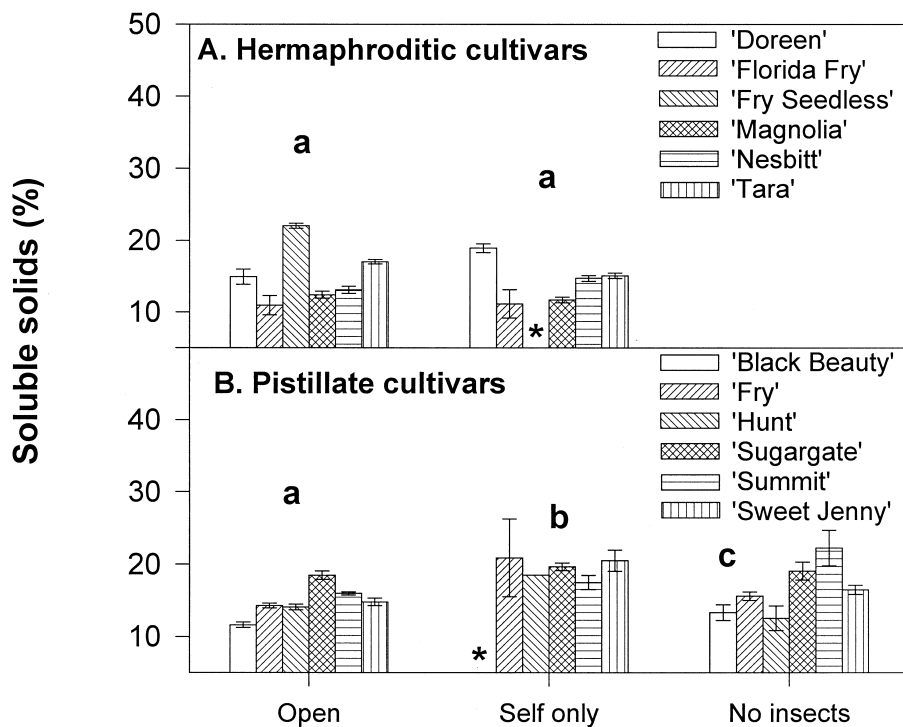 Soluble solids (%)
50
40
30
20
10
A. Hermaphroditic cultivars
'Doreen'
'Florida Fry'
'Fry Seedless'
'Magnolia'
'Nesbitt'
'Tara'
a
a
*
40
30
20
10
B. Pistillate cultivars
'Black Beauty'
'Fry'
'Hunt'
'Sugargate'
'Summit'
'Sweet Jenny'
a
b
c
*
Open
Self only
No insects